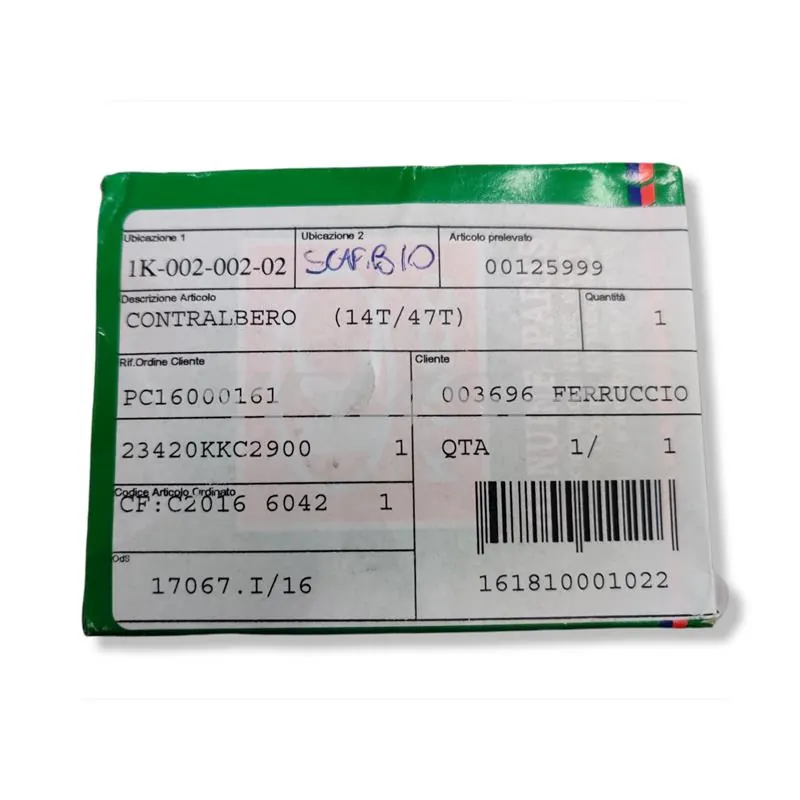 Ubicazione 1
Ubicazione 2
Articolo prelevato
1K-002-002-02
00125999
Descrizione Articolo
Quantità
CONTRALBERO (14T/47T)
1
Rif.Ordine Cliente
Cliente
PC16000161
003696 FERRUCCIO
23420KKC2900 1
QTA 1/ 1
Codice Articolo Ordinato
CF:C2016 6042 1
OdS
17067.I/16
161810001022